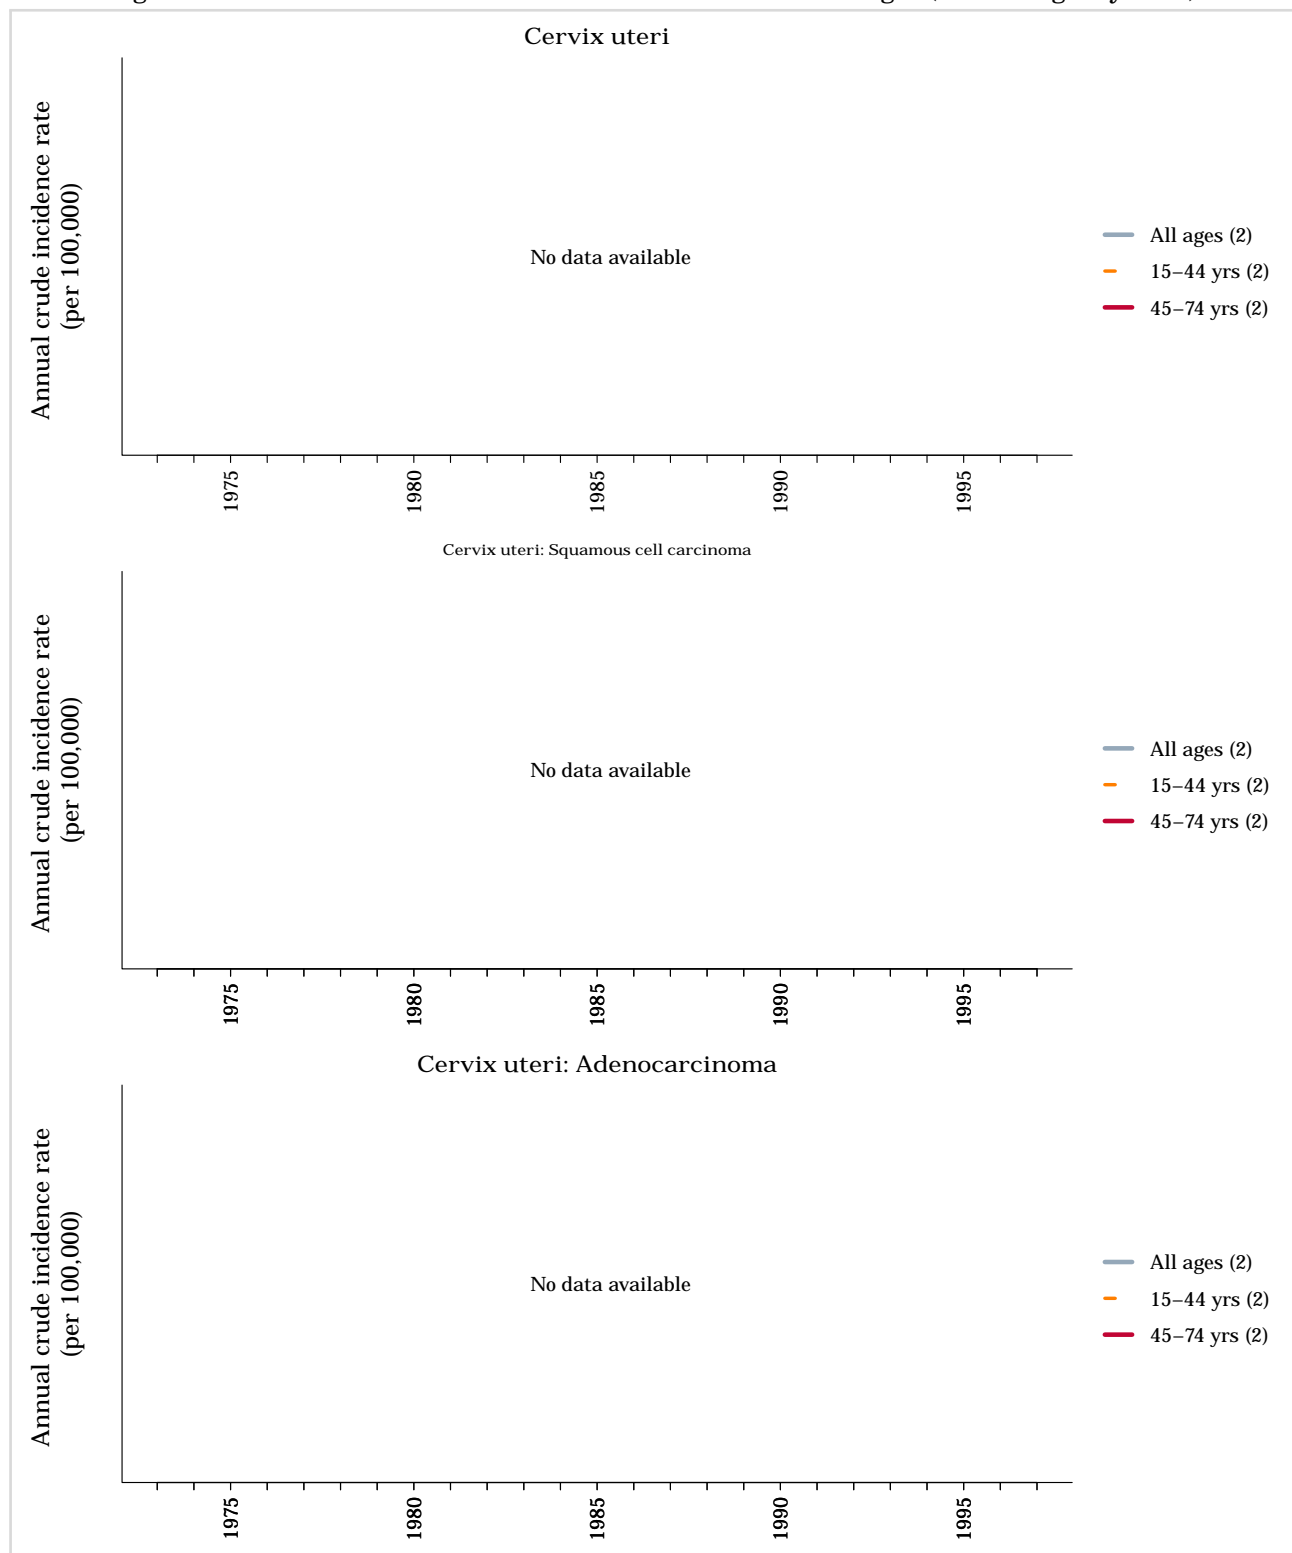 Cervix uteri
Annual crude incidence rate
(per 100,000)
No data available
All ages (2)
15–44 yrs (2)
45–74 yrs (2)
1975
1980
1985
1990
1995
Cervix uteri: Squamous cell carcinoma
Annual crude incidence rate
(per 100,000)
No data available
All ages (2)
15–44 yrs (2)
45–74 yrs (2)
1975
1980
1985
1990
1995
Cervix uteri: Adenocarcinoma
Annual crude incidence rate
(per 100,000)
No data available
All ages (2)
15–44 yrs (2)
45–74 yrs (2)
1975
1980
1985
1990
1995